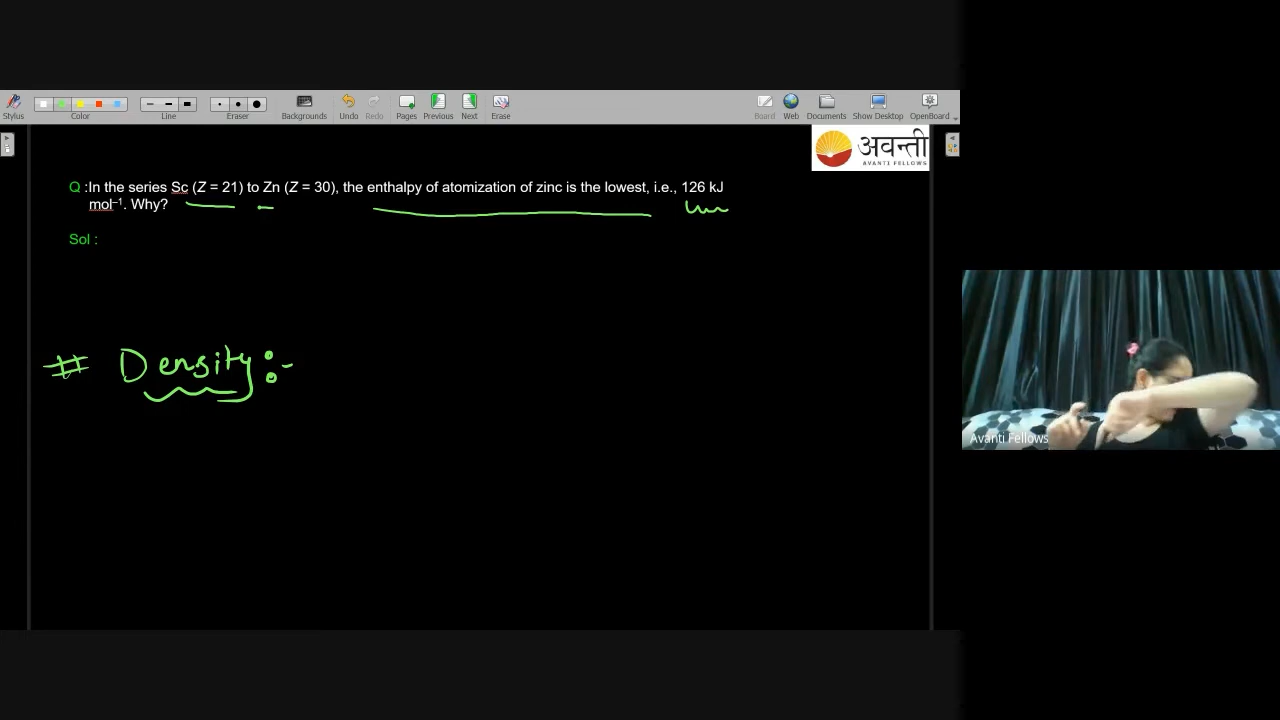 Stylus
Color
Line
Eraser
Backgrounds
Undo
Redo
Pages
Previous
Next
Erase
Board
Web
Documents
Show Desktop
OpenBoard
अवन्ती
AVANTI FELLOWS
Q :In the series Sc (Z = 21) to Zn (Z = 30), the enthalpy of atomization of zinc is the lowest, i.e., 126 kJ
mol⁻¹. Why?
Sol :
# Density :-
Avanti Fellows